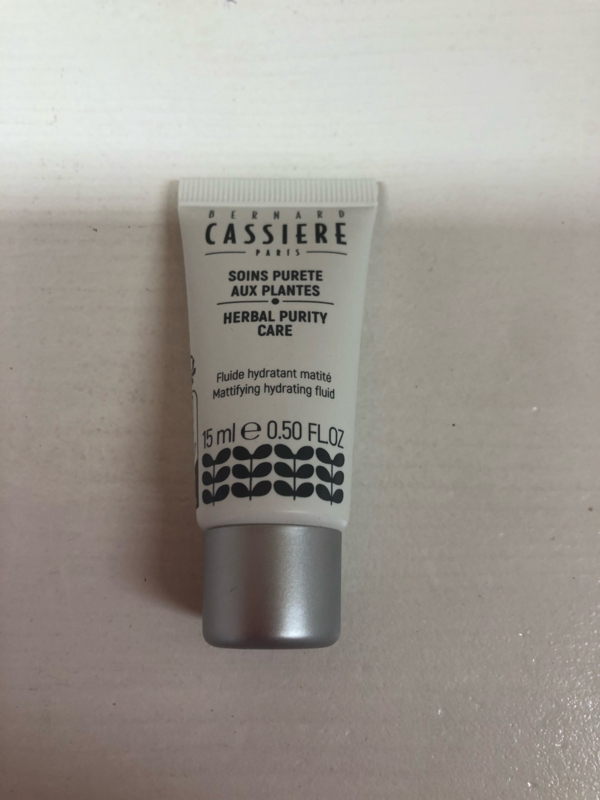 BERNARD
CASSIERE
PARIS
SOINS PURETE
AUX PLANTES
HERBAL PURITY
CARE
Fluide hydratant matité
Mattifying hydrating fluid
15 ml e 0.50 FL.OZ